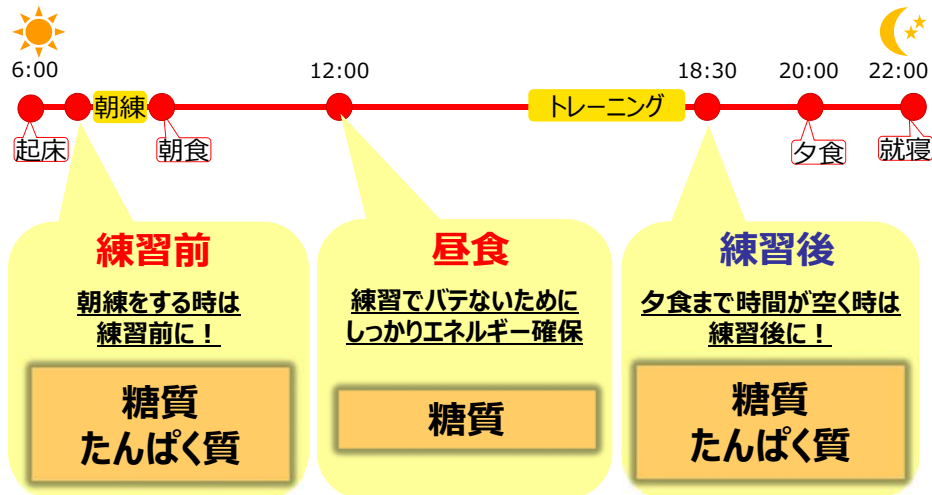 6:00
12:00
18:30
20:00
22:00
朝練
トレーニング
起床
朝食
夕食
就寝
練習前
朝練をする時は
練習前に！
糖質
たんぱく質
昼食
練習でバテないために
しっかりエネルギー確保
糖質
練習後
夕食まで時間が空く時は
練習後に！
糖質
たんぱく質